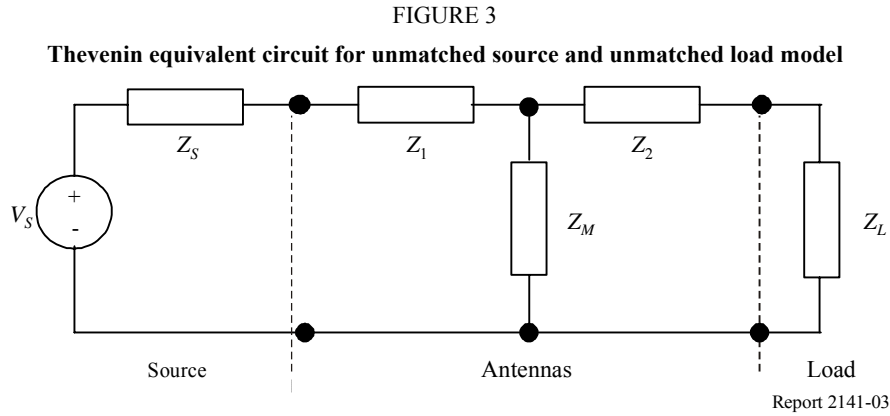 FIGURE 3
Thevenin equivalent circuit for unmatched source and unmatched load model
Z_S
Z_1
Z_2
V_S
+
-
Z_M
Z_L
Source
Antennas
Load
Report 2141-03